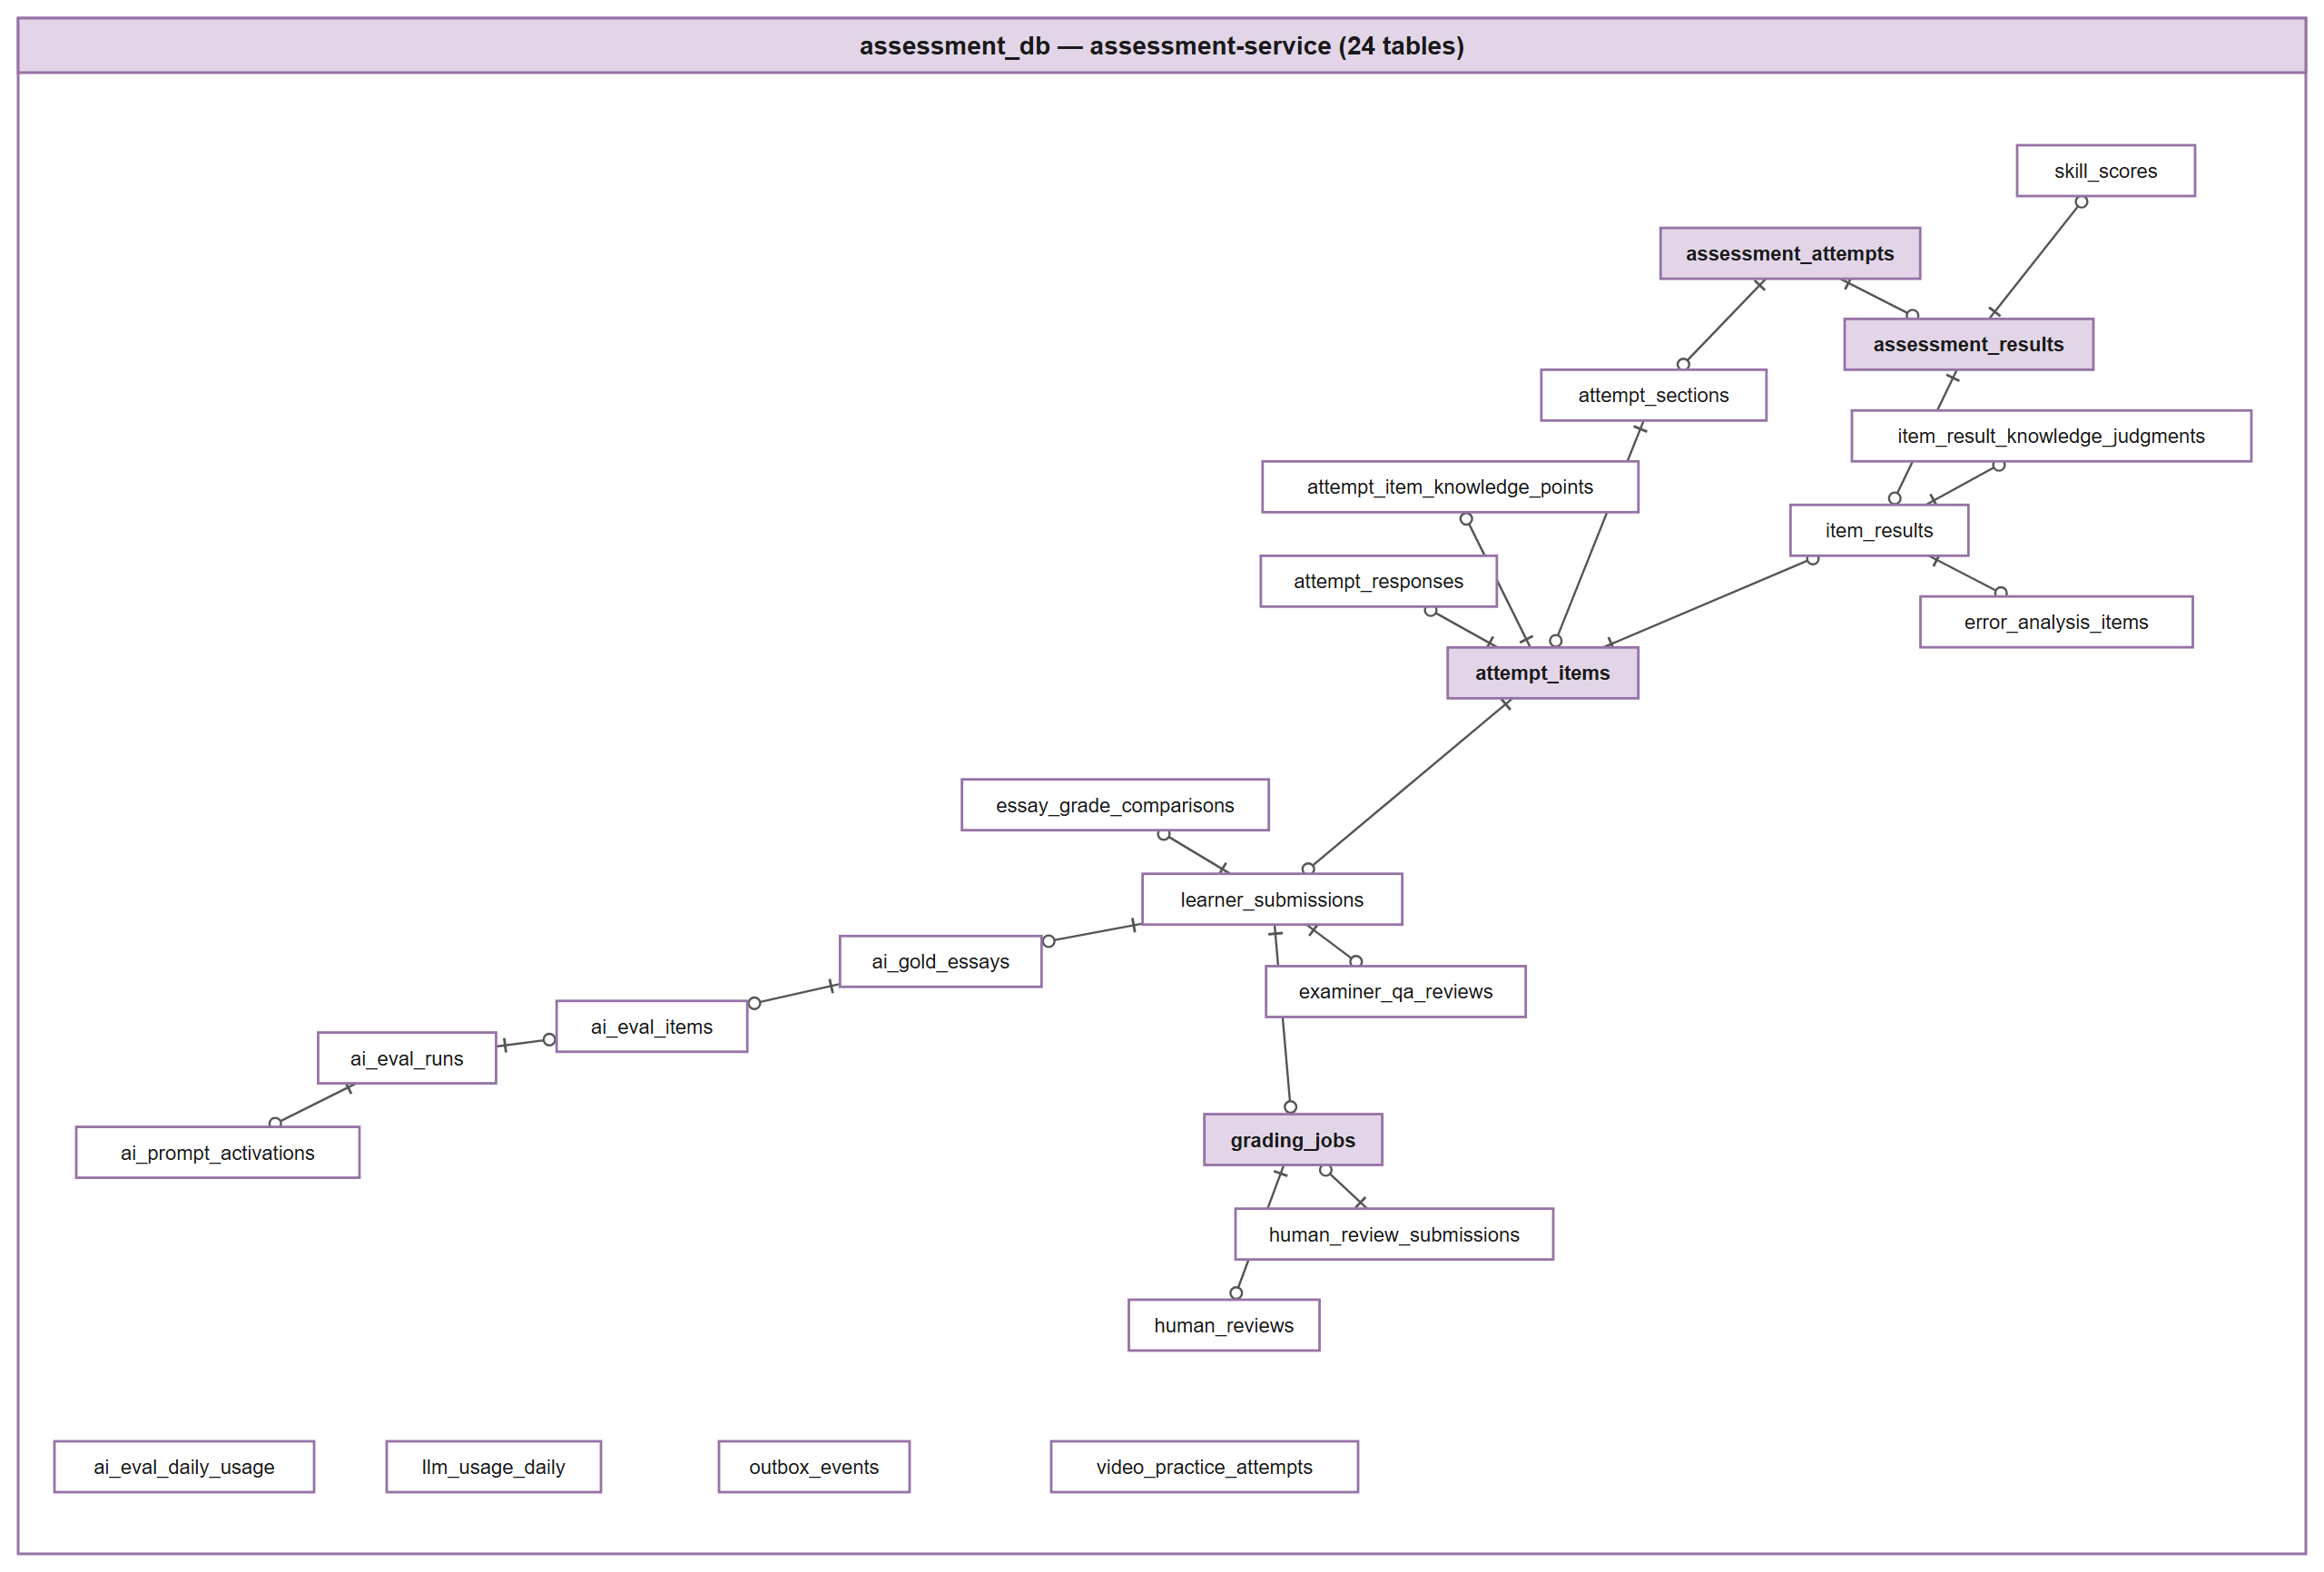 assessment_db — assessment-service (24 tables)
skill_scores
assessment_attempts
assessment_results
attempt_sections
item_result_knowledge_judgments
attempt_item_knowledge_points
item_results
attempt_responses
error_analysis_items
attempt_items
essay_grade_comparisons
learner_submissions
ai_gold_essays
examiner_qa_reviews
ai_eval_items
ai_eval_runs
grading_jobs
ai_prompt_activations
human_review_submissions
human_reviews
ai_eval_daily_usage
llm_usage_daily
outbox_events
video_practice_attempts